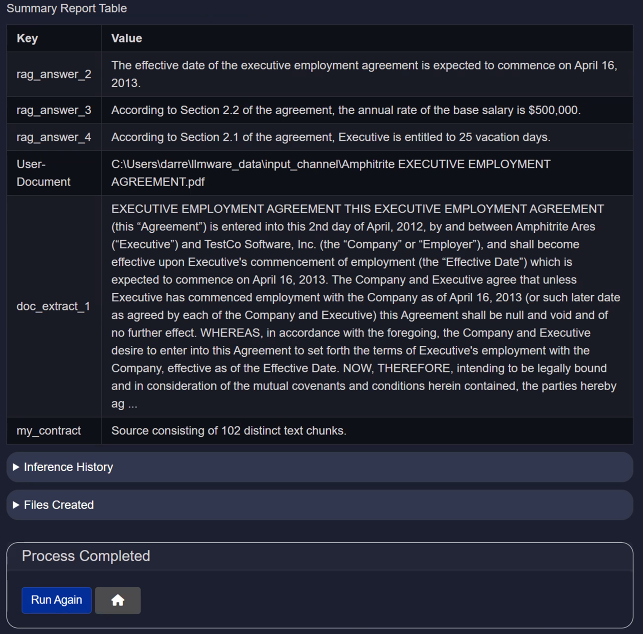 Summary Report Table
Key Value
rag_answer_2 The effective date of the executive employment agreement is expected to commence on April 16,
2013.
rag_answer_3 According to Section 2.2 of the agreement, the annual rate of the base salary is $500,000.
rag_answer_4 According to Section 2.1 of the agreement, Executive is entitled to 25 vacation days.
User-
Document
C:\Users\darre\llmware_data\input_channel\Amphitrite EXECUTIVE EMPLOYMENT
AGREEMENT.pdf
doc_extract_1
EXECUTIVE EMPLOYMENT AGREEMENT THIS EXECUTIVE EMPLOYMENT AGREEMENT
(this “Agreement”) is entered into this 2nd day of April, 2012, by and between Amphitrite Ares
(“Executive”) and TestCo Software, Inc. (the “Company” or “Employer”), and shall become
effective upon Executive's commencement of employment (the “Effective Date”) which is
expected to commence on April 16, 2013. The Company and Executive agree that unless
Executive has commenced employment with the Company as of April 16, 2013 (or such later date
as agreed by each of the Company and Executive) this Agreement shall be null and void and of
no further effect. WHEREAS, in accordance with the foregoing, the Company and Executive
desire to enter into this Agreement to set forth the terms of Executive's employment with the
Company, effective as of the Effective Date. NOW, THEREFORE, intending to be legally bound
and in consideration of the mutual covenants and conditions herein contained, the parties hereby
ag ...
my_contract Source consisting of 102 distinct text chunks.
Inference History
Files Created
Process Completed
Run Again